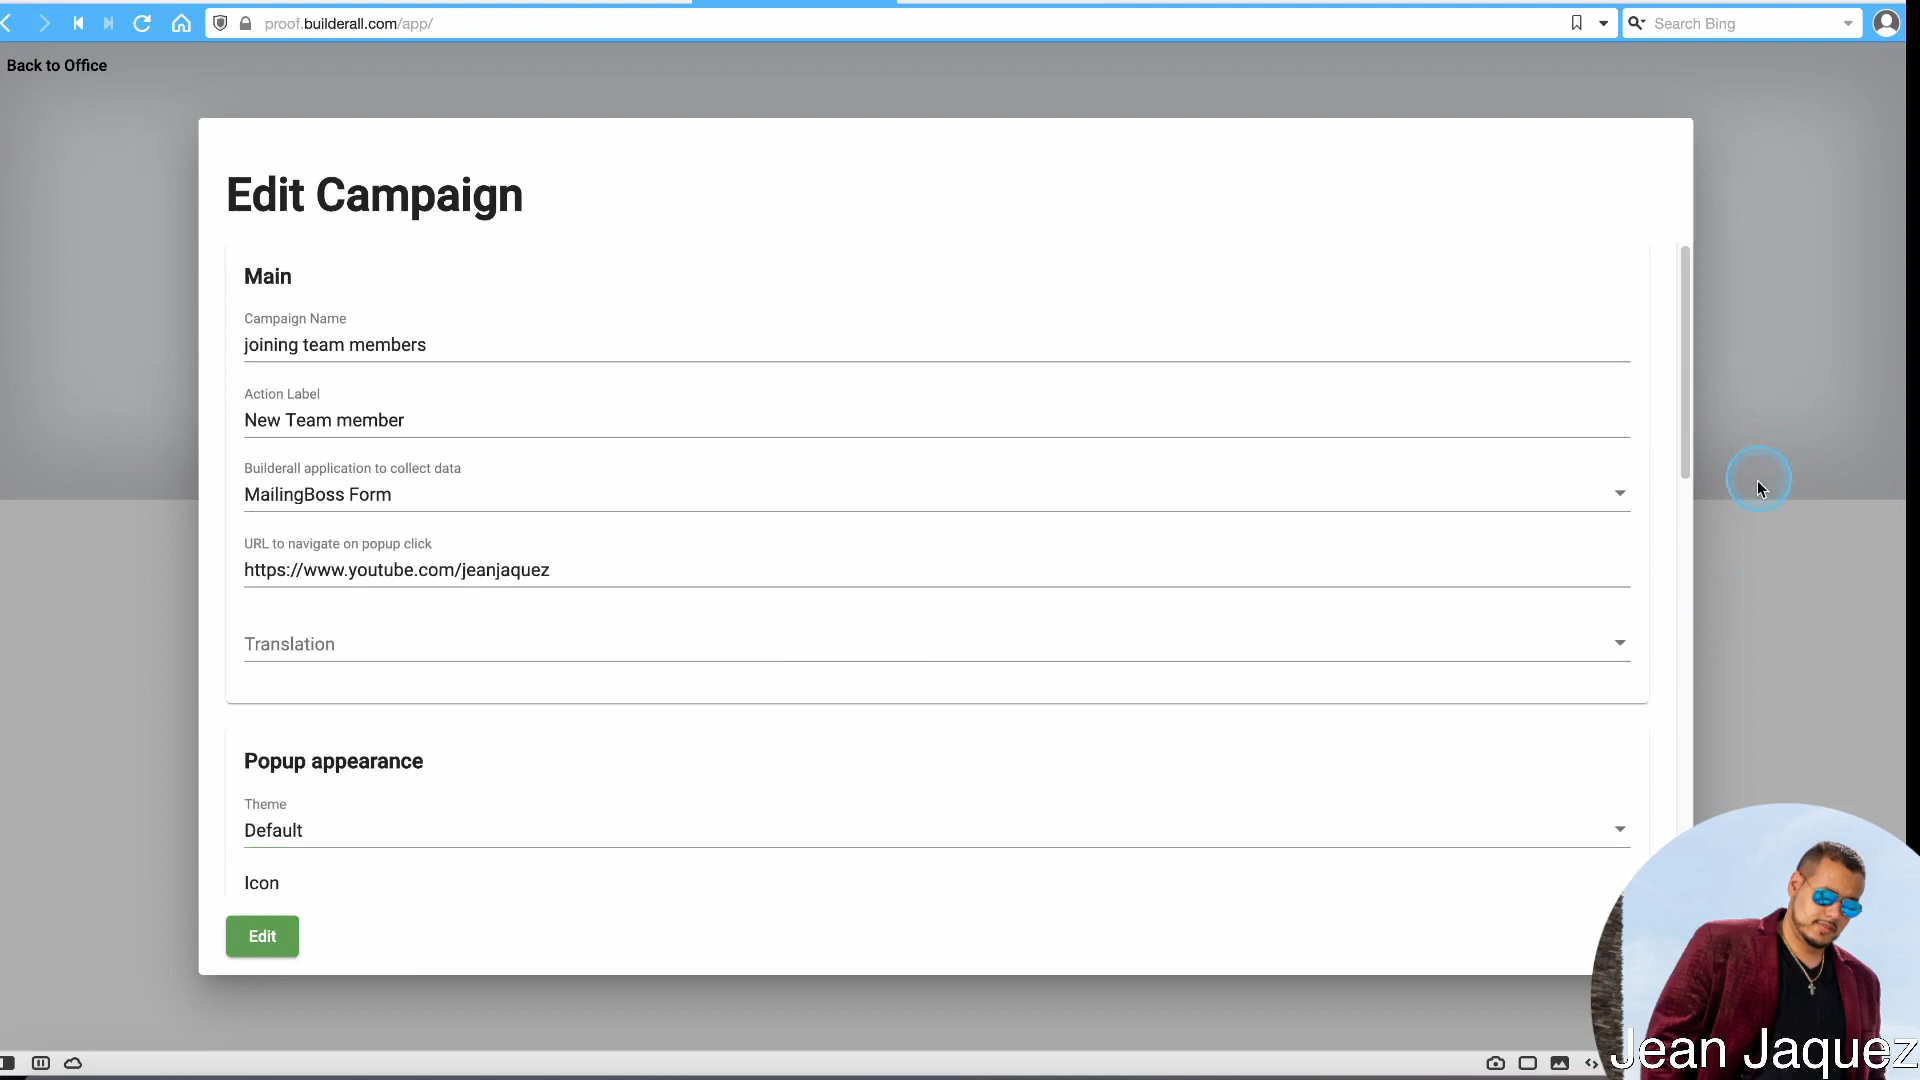 proof.builderall.com/app/
Search Bing
Back to Office
Edit Campaign
Main
Campaign Name
joining team members
Action Label
New Team member
Builderall application to collect data
MailingBoss Form
URL to navigate on popup click
https://www.youtube.com/jeanjaquez
Translation
Popup appearance
Theme
Default
Icon
Edit
Jean Jaquez